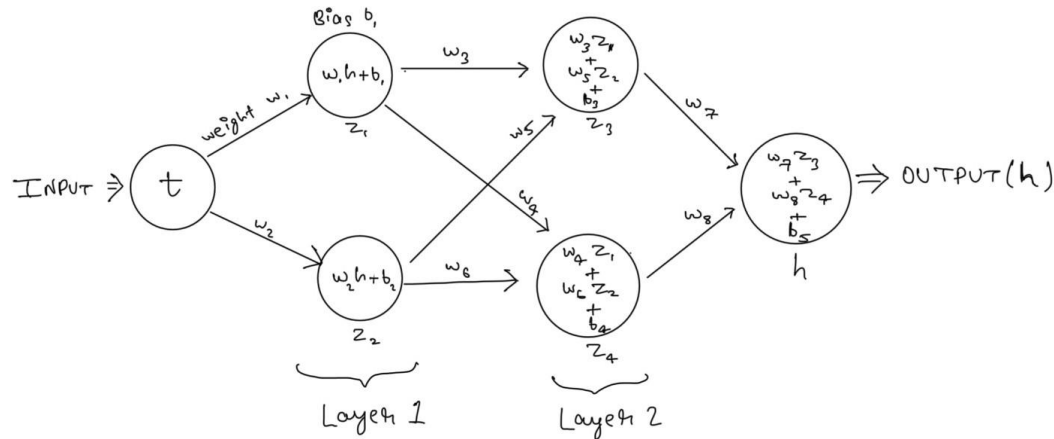 Bias b₁
w₁h+b₁
z₁
weight w₁
INPUT ⇒
t
w₂
w₂h+b₂
z₂
w₃
w₅
w₄
w₆
w₃z₁
+
w₅z₂
+
b₃
z₃
w₄z₁
+
w₆z₂
+
b₄
z₄
w₇
w₈
w₇z₃
+
w₈z₄
+
b₅
h
⇒ OUTPUT(h)
Layer 1
Layer 2